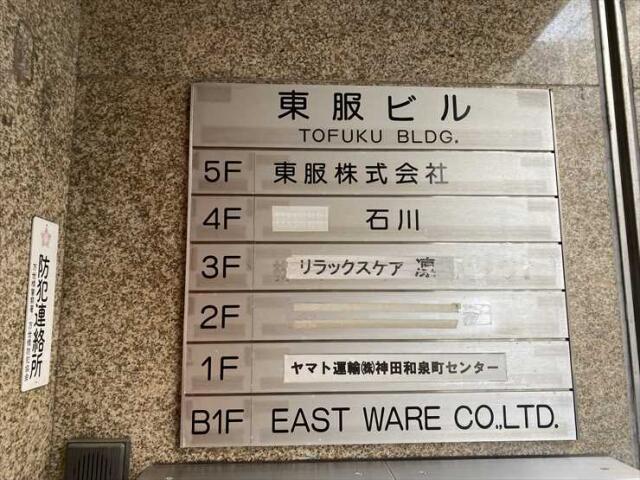 東服ビル
TOFUKU BLDG.
5F 東服株式会社
4F 石川
3F リラックスケア 凛
2F
1F ヤマト運輸㈱神田和泉町センター
B1F EAST WARE CO.,LTD.
防犯連絡所